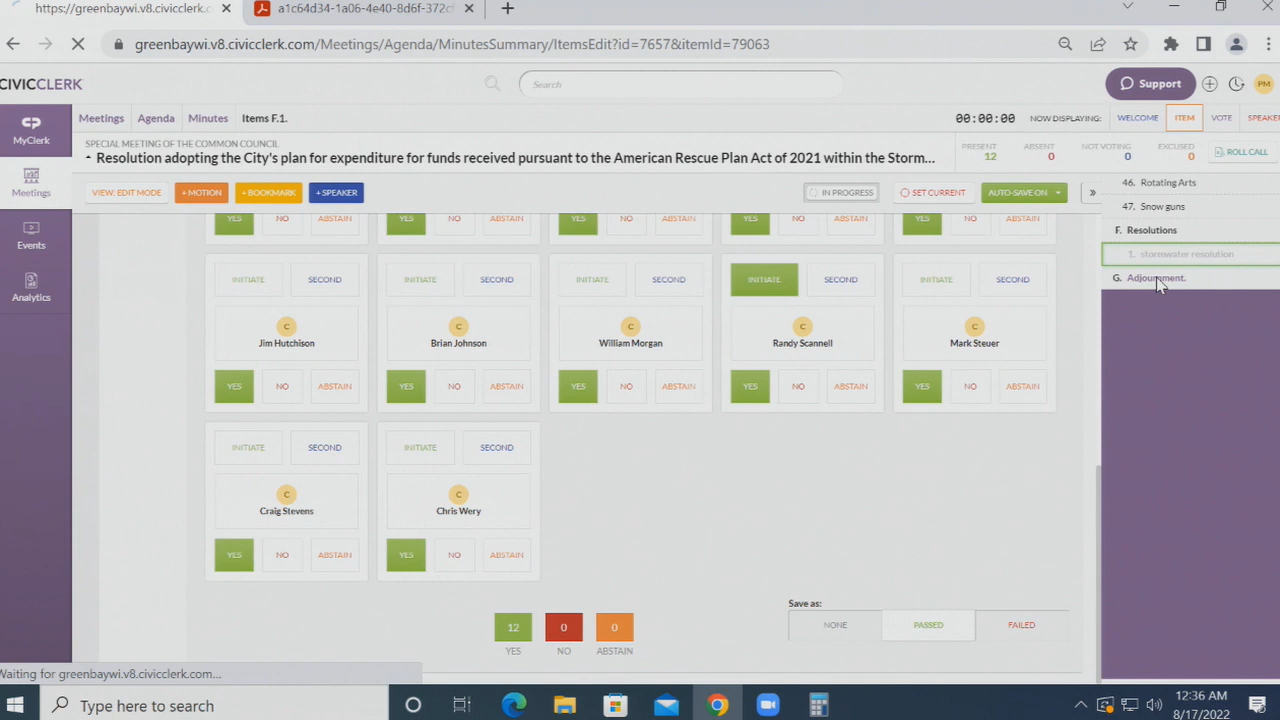 https://greenbaywi.v8.civicclerk.
a1c64d34-1a06-4e40-8d6f-372cf
greenbaywi.v8.civicclerk.com/Meetings/Agenda/MinutesSummary/ItemsEdit?id=7657&itemId=79063
CIVICCLERK
Search
Support
PM
MyClerk
Meetings
Events
Analytics
Meetings Agenda Minutes Items F.1.
00:00:00 NOW DISPLAYING: WELCOME ITEM VOTE SPEAKER
SPECIAL MEETING OF THE COMMON COUNCIL
Resolution adopting the City's plan for expenditure for funds received pursuant to the American Rescue Plan Act of 2021 within the Storm...
PRESENT ABSENT NOT VOTING EXCUSED
12 0 0 0
ROLL CALL
VIEW: EDIT MODE + MOTION + BOOKMARK + SPEAKER IN PROGRESS SET CURRENT AUTO-SAVE ON »
46. Rotating Arts
47. Snow guns
F. Resolutions
1. stormwater resolution
G. Adjournment.
YES NO ABSTAIN YES NO ABSTAIN YES NO ABSTAIN YES NO ABSTAIN YES NO ABSTAIN
INITIATE SECOND INITIATE SECOND INITIATE SECOND INITIATE SECOND INITIATE SECOND
C C C C C
Jim Hutchison Brian Johnson William Morgan Randy Scannell Mark Steuer
YES NO ABSTAIN YES NO ABSTAIN YES NO ABSTAIN YES NO ABSTAIN YES NO ABSTAIN
INITIATE SECOND INITIATE SECOND
C C
Craig Stevens Chris Wery
YES NO ABSTAIN YES NO ABSTAIN
12 0 0
YES NO ABSTAIN
Save as:
NONE PASSED FAILED
Waiting for greenbaywi.v8.civicclerk.com...
Type here to search
12:36 AM
8/17/2022